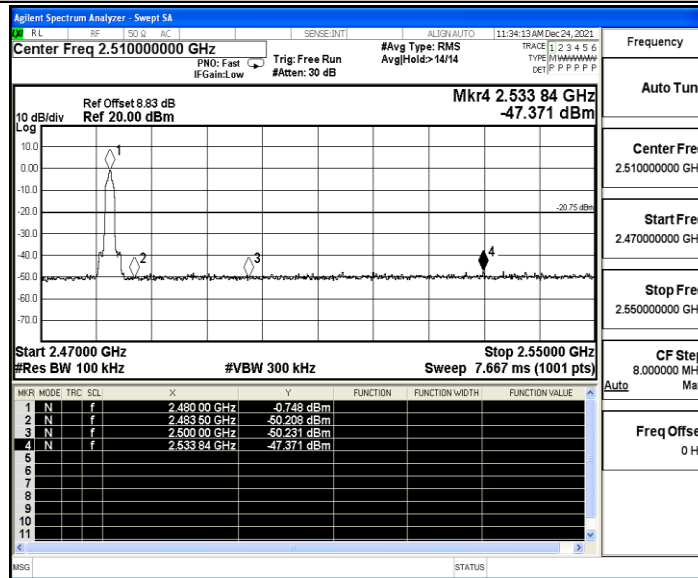 Agilent Spectrum Analyzer - Swept SA
RL RF 50 Ω AC SENSE:INT ALIGN AUTO 11:34:13 AM Dec 24, 2021
Center Freq 2.510000000 GHz
#Avg Type: RMS
Avg|Hold:>14/14
TRACE 1 2 3 4 5 6
TYPE M
DET P P P P P P
PNO: Fast
IFGain:Low
Trig: Free Run
#Atten: 30 dB
Mkr4 2.533 84 GHz
-47.371 dBm
Ref Offset 8.83 dB
10 dB/div Ref 20.00 dBm
Log
10.0
0.00
-10.0
-20.0
-30.0
-40.0
-50.0
-60.0
-70.0
1
2
3
4
-20.75 dBm
Start 2.47000 GHz Stop 2.55000 GHz
#Res BW 100 kHz #VBW 300 kHz Sweep 7.667 ms (1001 pts)
MKR MODE TRC SCL X Y FUNCTION FUNCTION WIDTH FUNCTION VALUE
1 N f 2.480 00 GHz -0.748 dBm
2 N f 2.483 50 GHz -50.208 dBm
3 N f 2.500 00 GHz -50.231 dBm
4 N f 2.533 84 GHz -47.371 dBm
5
6
7
8
9
10
11
MSG STATUS
Frequency
Auto Tun
Center Fre
2.510000000 GH
Start Fre
2.470000000 GH
Stop Fre
2.550000000 GH
CF Step
8.000000 MH
Auto Ma
Freq Offse
0 H